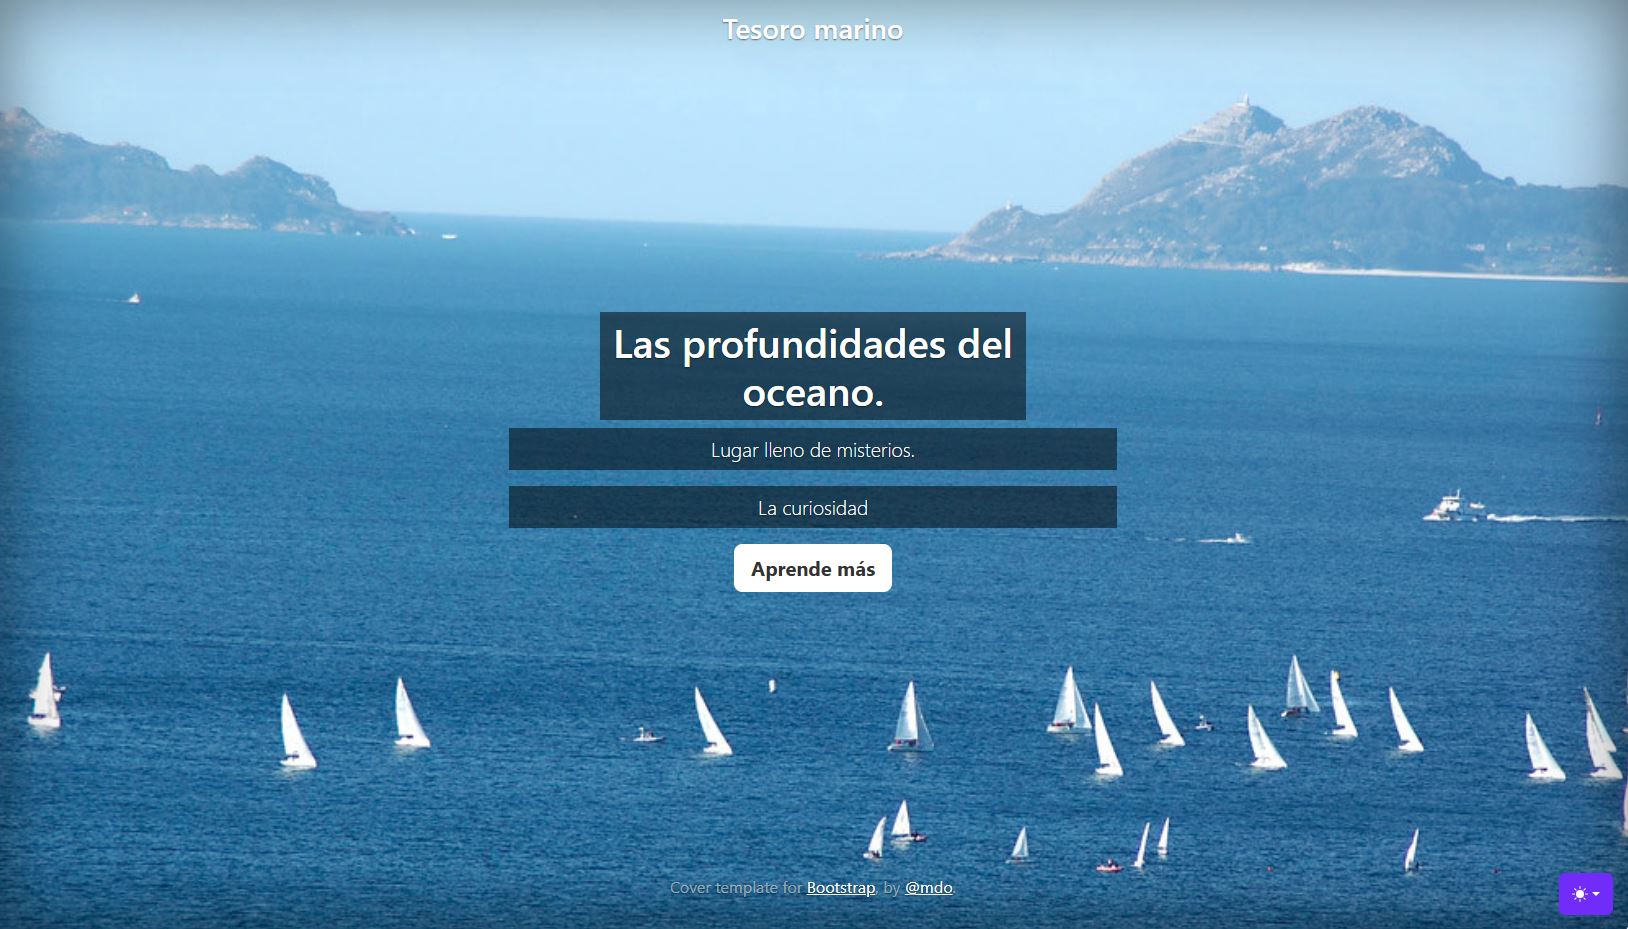 Tesoro marino
Las profundidades del
oceano.
Lugar lleno de misterios.
La curiosidad
Aprende más
Cover template for Bootstrap, by @mdo.